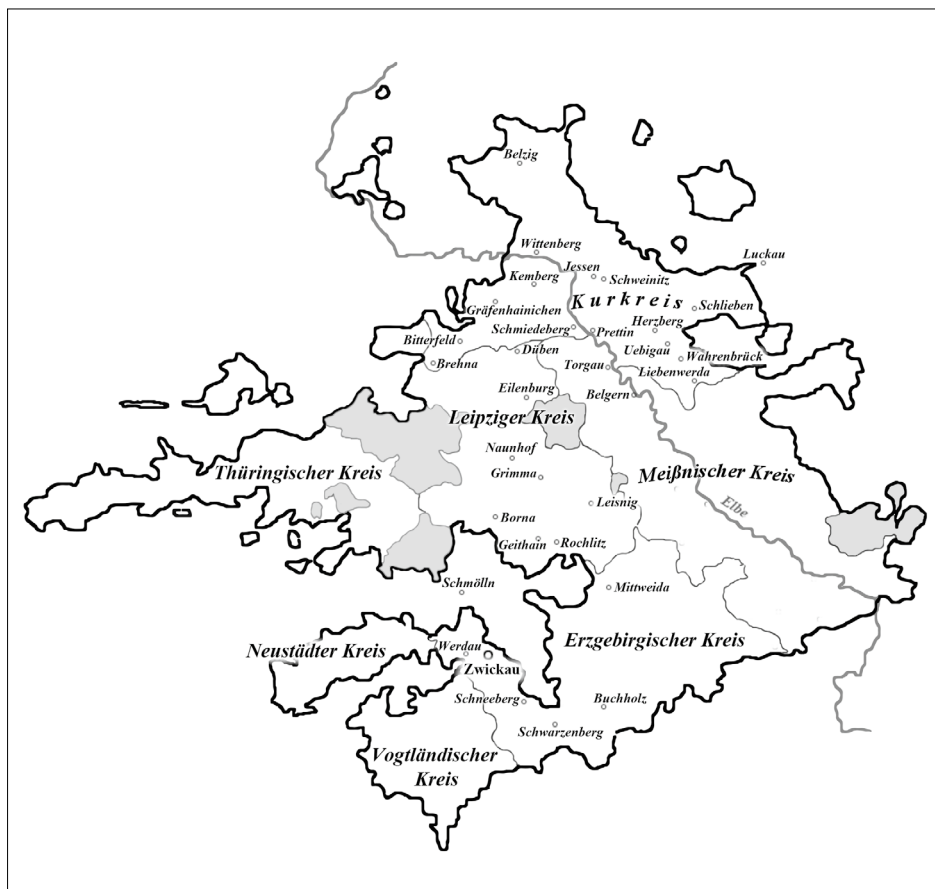 Belzig
Wittenberg
Luckau
Jessen
Schweinitz
Kemberg
Kurkreis
Gräfenhainichen
Schlieben
Schmiedeberg
Prettin
Herzberg
Bitterfeld
Düben
Uebigau
Wahrenbrück
Brehna
Torgau
Liebenwerda
Eilenburg
Belgern
Leipziger Kreis
Naunhof
Thüringischer Kreis
Grimma
Meißnischer Kreis
Leisnig
Elbe
Borna
Geithain
Rochlitz
Schmölln
Mittweida
Neustädter Kreis
Werdau
Erzgebirgischer Kreis
Zwickau
Schneeberg
Buchholz
Schwarzenberg
Vogtländischer
Kreis